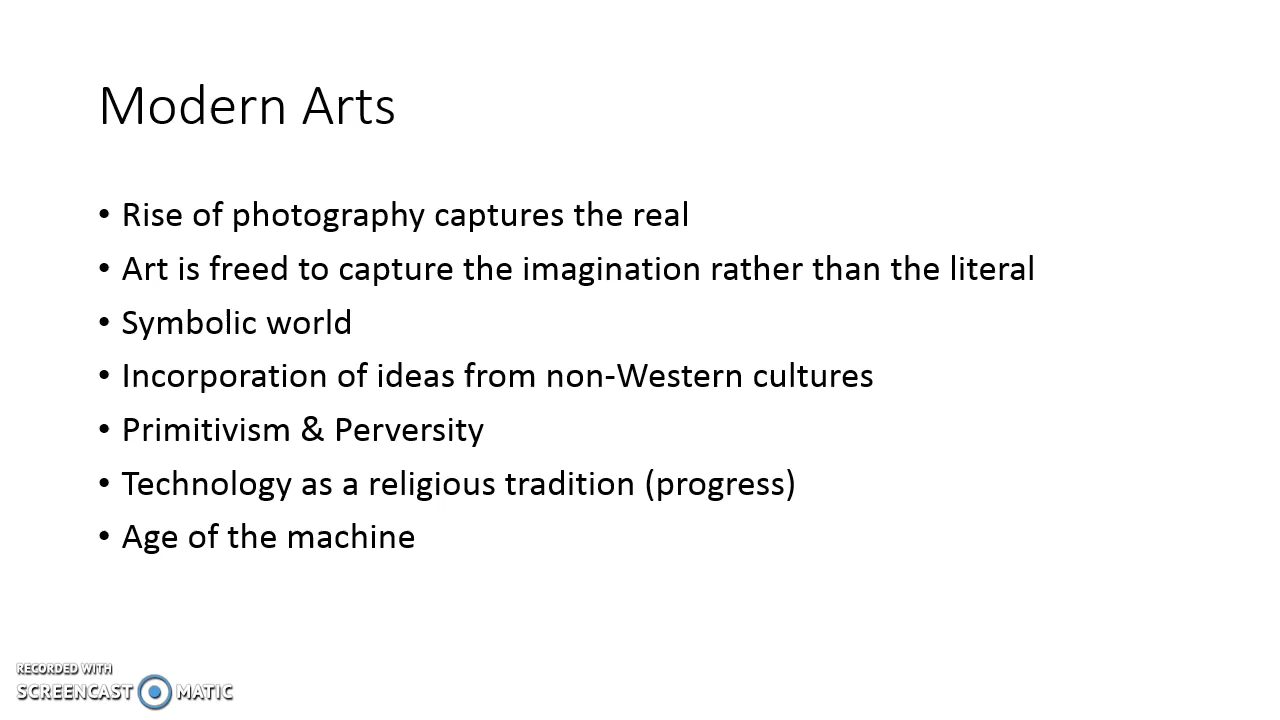 Modern Arts
• Rise of photography captures the real
• Art is freed to capture the imagination rather than the literal
• Symbolic world
• Incorporation of ideas from non-Western cultures
• Primitivism & Perversity
• Technology as a religious tradition (progress)
• Age of the machine
RECORDED WITH
SCREENCAST MATIC